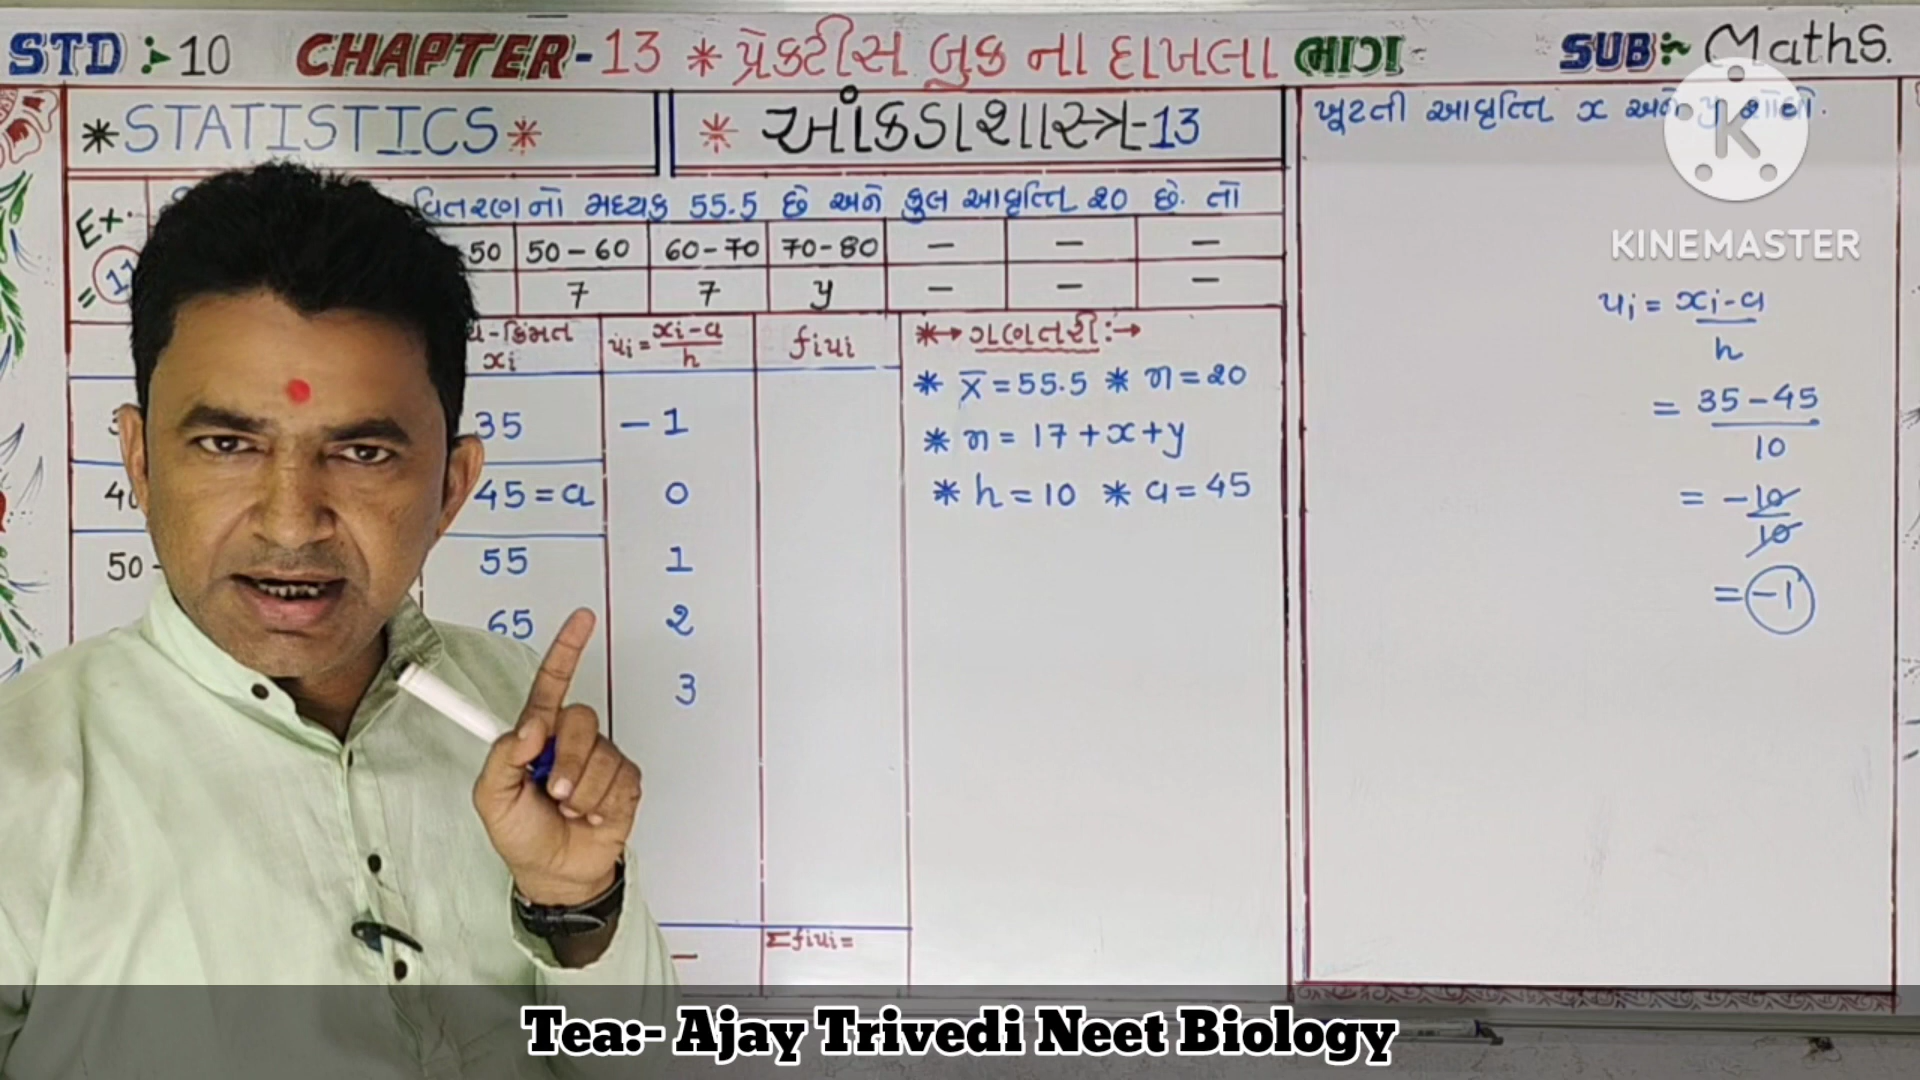 STD :- 10 CHAPTER-13 * પ્રેકટીસ બુક ના દાખલા ભાગ- SUB:- Maths.
*STATISTICS*
* આંકડાશાસ્ત્ર-13
ખૂટતી આવૃત્તિ x અને y શોધો.
KINEMASTER
Ex.
11
વિતરણનો મધ્યક 55.5 છે અને કુલ આવૃત્તિ 20 છે. તો
50 50-60 60-70 70-80 - - -
= 7 7 y - - -
કિંમત xi
ui = xi-a/h
fiui
*→ ગણતરી:→
35 -1
45=a 0
50- 55 1
65 2
3
Σfiui=
* x̄ = 55.5 * n = 20
* n = 17 + x + y
* h = 10 * a = 45
ui = xi-a
h
= 35-45
10
= -10
10
= -1
Tea:- Ajay Trivedi Neet Biology